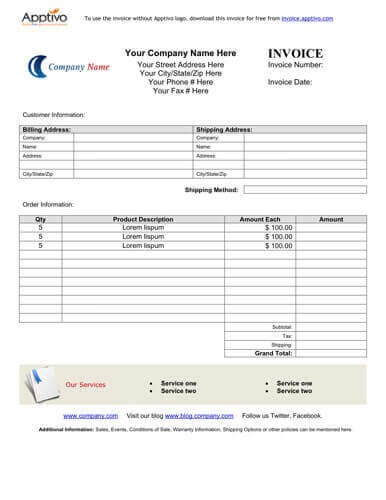 Apptivo
To use the invoice without Apptivo logo, download this invoice for free from invoice.apptivo.com
Company Name
Your Company Name Here
Your Street Address Here
Your City/State/Zip Here
Your Phone # Here
Your Fax # Here
INVOICE
Invoice Number:
Invoice Date:
Customer Information:
Billing Address: Shipping Address:
Company: Company:
Name: Name:
Address: Address:
City/State/Zip City/State/Zip
Shipping Method:
Order Information:
Qty Product Description Amount Each Amount
5 Lorem Iispum $ 100.00
5 Lorem Iispum $ 100.00
5 Lorem Iispum $ 100.00
Subtotal:
Tax:
Shipping:
Grand Total:
Our Services
• Service one • Service one
• Service two • Service two
www.company.com Visit our blog www.blog.company.com Follow us Twitter, Facebook.
Additional Information: Sales, Events, Conditions of Sale, Warranty Information, Shipping Options or other policies can be mentioned here.